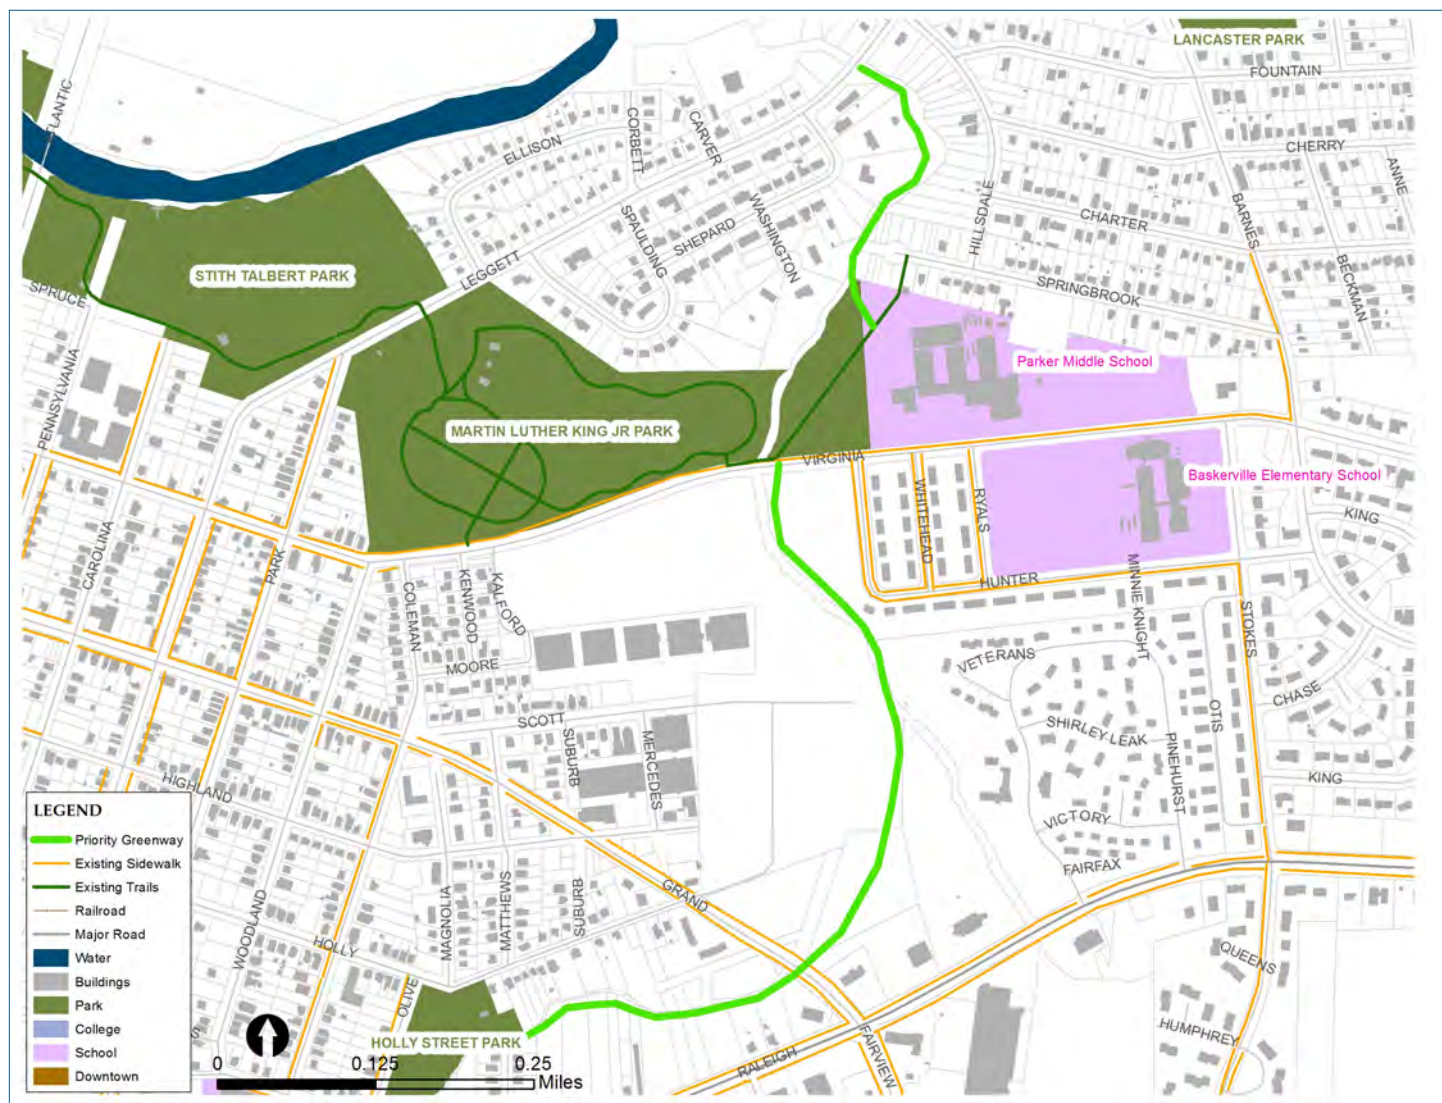 LANCASTER PARK
FOUNTAIN
ATLANTIC
CORBETT
CARVER
ELLISON
CHERRY
ANNE
WASHINGTON
HILLSDALE
BARNES
SPAULDING
SHEPARD
CHARTER
LEGGETT
STITH TALBERT PARK
SPRUCE
SPRINGBROOK
BECKMAN
PENNSYLVANIA
Parker Middle School
MARTIN LUTHER KING JR PARK
VIRGINIA
Baskerville Elementary School
WHITEHEAD
RYALS
KING
CAROLINA
PARK
COLEMAN
KENWOOD
KALFORD
HUNTER
MINNIE KNIGHT
STOKES
MOORE
VETERANS
CHASE
SCOTT
SUBURB
MERCEDES
SHIRLEY LEAK
PINEHURST
OTIS
HIGHLAND
KING
VICTORY
FAIRFAX
LEGEND
Priority Greenway
Existing Sidewalk
Existing Trails
Railroad
Major Road
Water
Buildings
Park
College
School
Downtown
WOODLAND
MAGNOLIA
MATTHEWS
SUBURB
GRAND
HOLLY
OLIVE
QUEENS
HUMPHREY
HOLLY STREET PARK
RALEIGH
FAIRVIEW
0
0.125
0.25
Miles